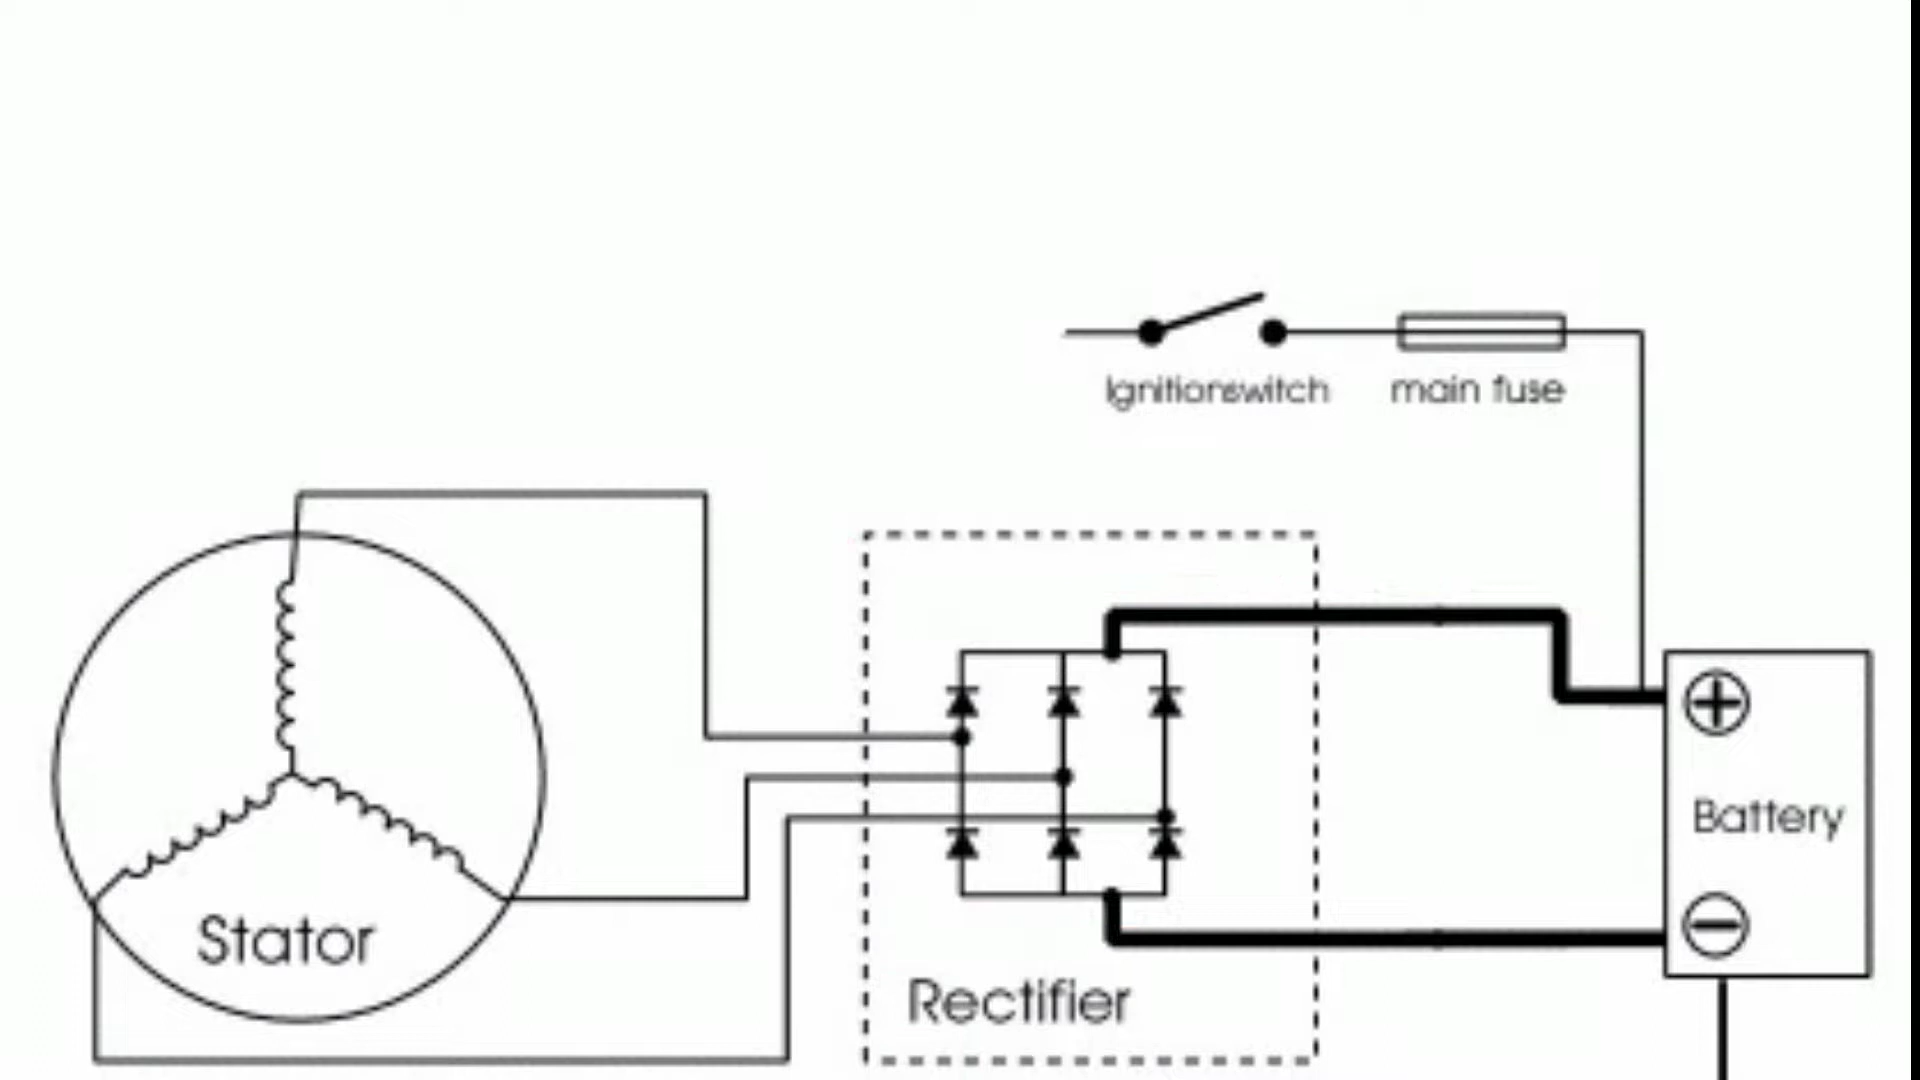 Ignitionswitch
main fuse
Battery
Stator
Rectifier